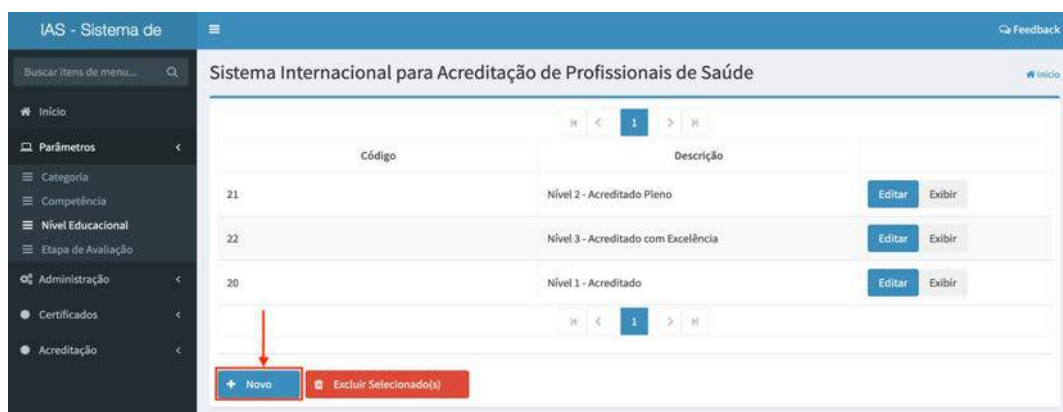 IAS - Sistema de
Feedback
Buscar itens de menu...
Sistema Internacional para Acreditação de Profissionais de Saúde
Início
Início
Parâmetros
Categoria
Competência
Nível Educacional
Etapa de Avaliação
Administração
Certificados
Acreditação
1
Código Descrição
21 Nível 2 - Acreditado Pleno Editar Exibir
22 Nível 3 - Acreditado com Excelência Editar Exibir
20 Nível 1 - Acreditado Editar Exibir
1
+ Novo Excluir Selecionado(s)